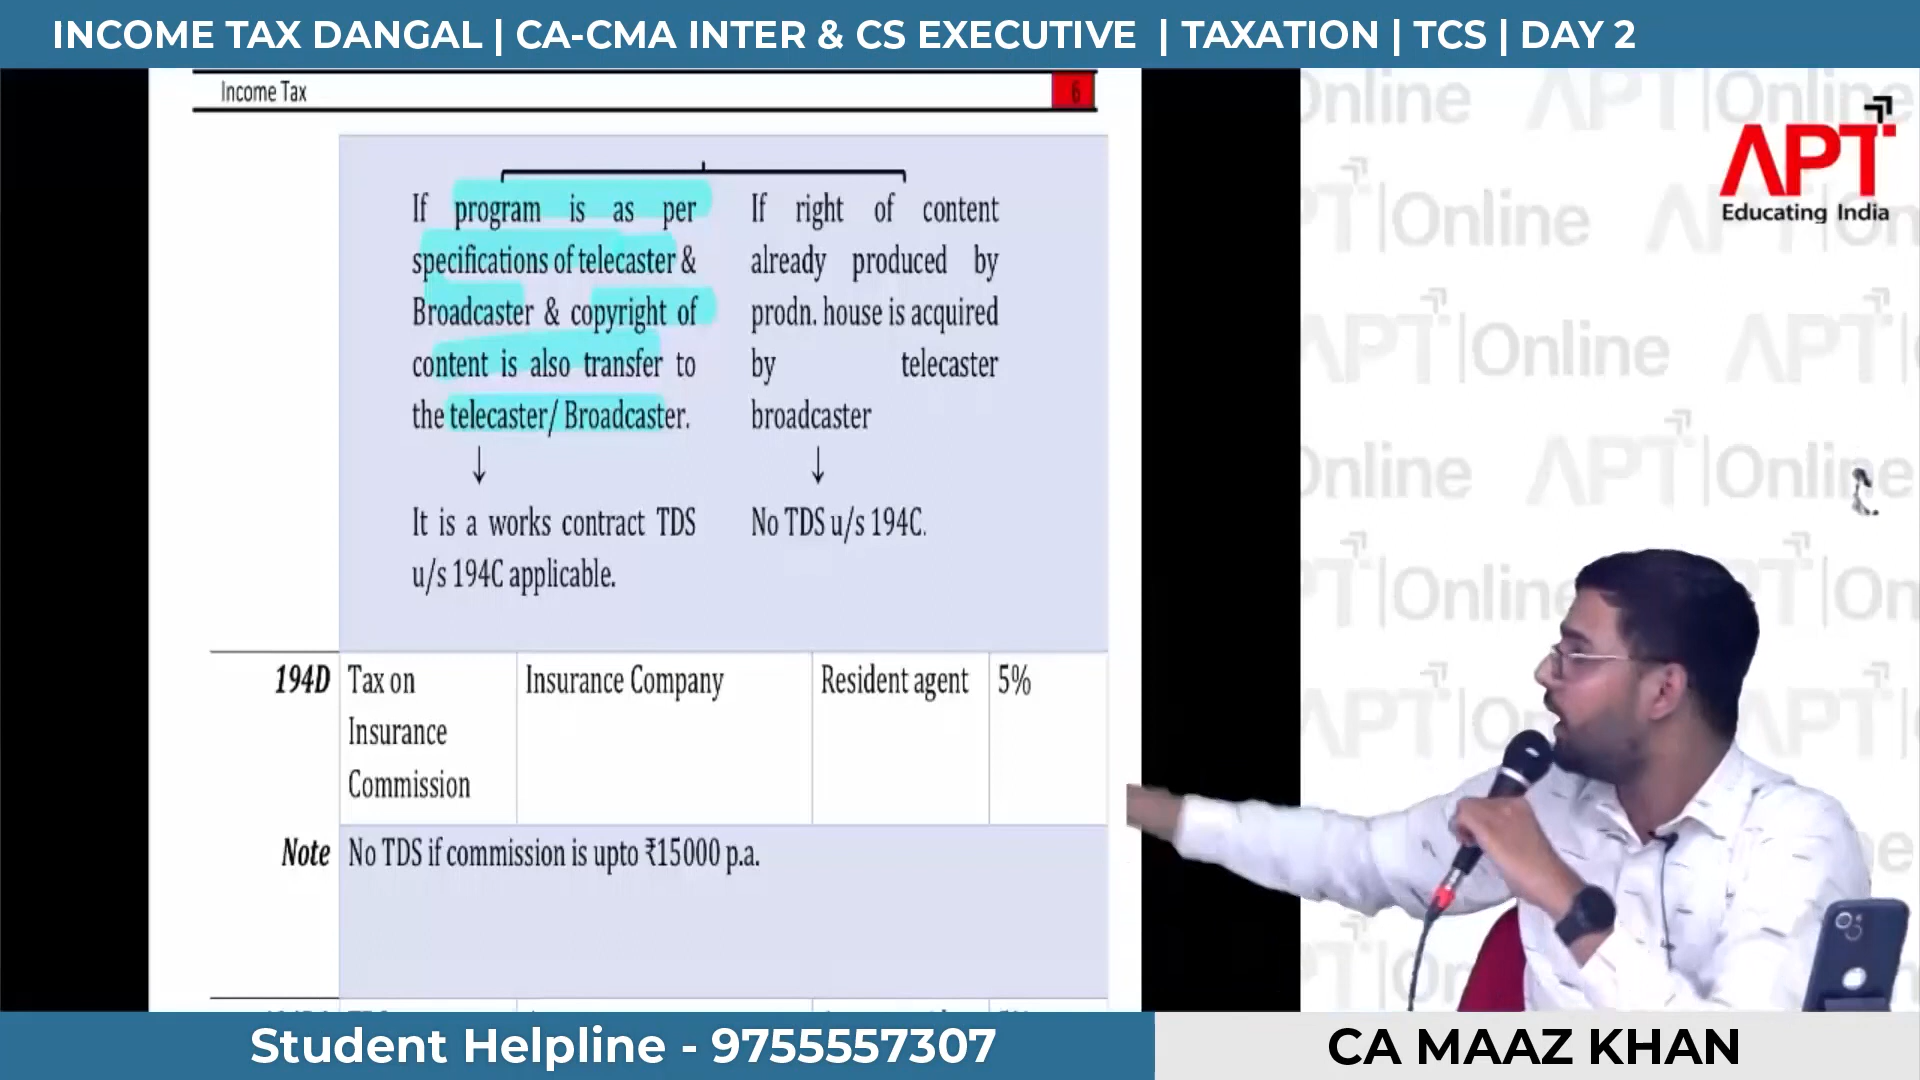 INCOME TAX DANGAL | CA-CMA INTER & CS EXECUTIVE | TAXATION | TCS | DAY 2
Income Tax 6
If program is as per
specifications of telecaster &
Broadcaster & copyright of
content is also transfer to
the telecaster/ Broadcaster.
It is a works contract TDS
u/s 194C applicable.
If right of content
already produced by
prodn. house is acquired
by telecaster
broadcaster
No TDS u/s 194C.
194D Tax on Insurance Company Resident agent 5%
Insurance
Commission
Note No TDS if commission is upto ₹15000 p.a.
APT
Educating India
APT|Online
Student Helpline - 9755557307
CA MAAZ KHAN